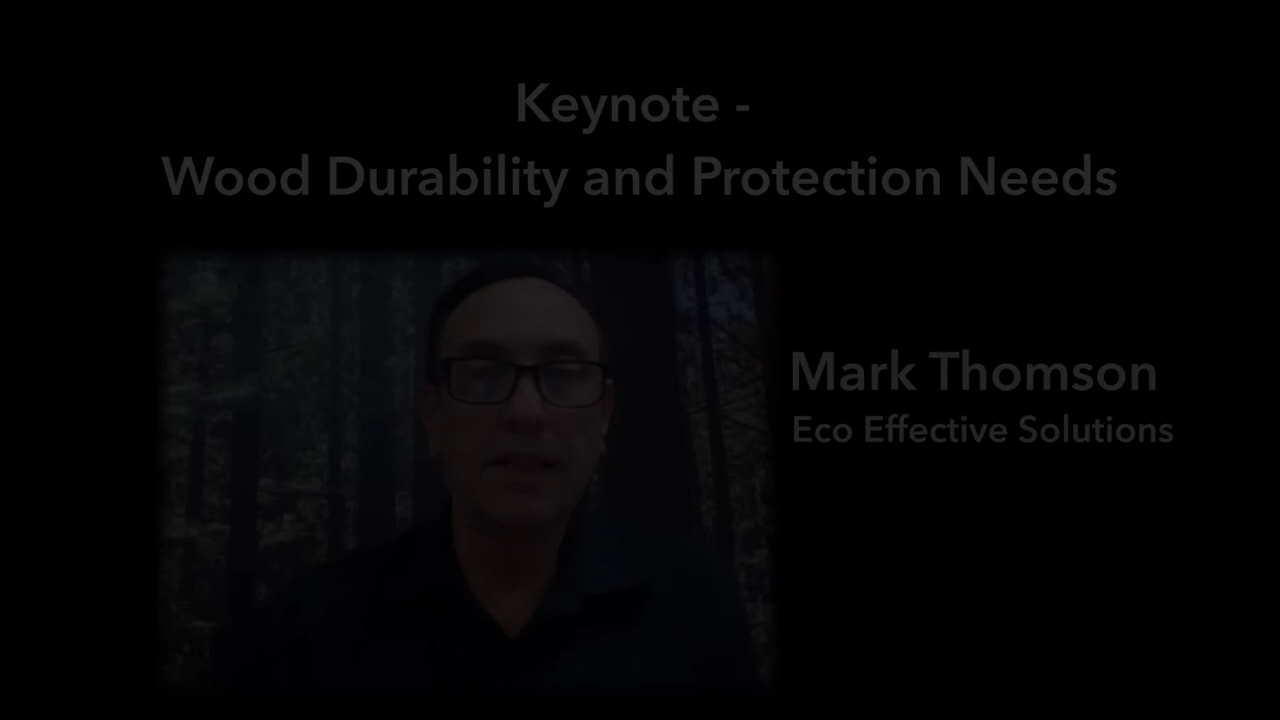 Keynote -
Wood Durability and Protection Needs
Mark Thomson
Eco Effective Solutions